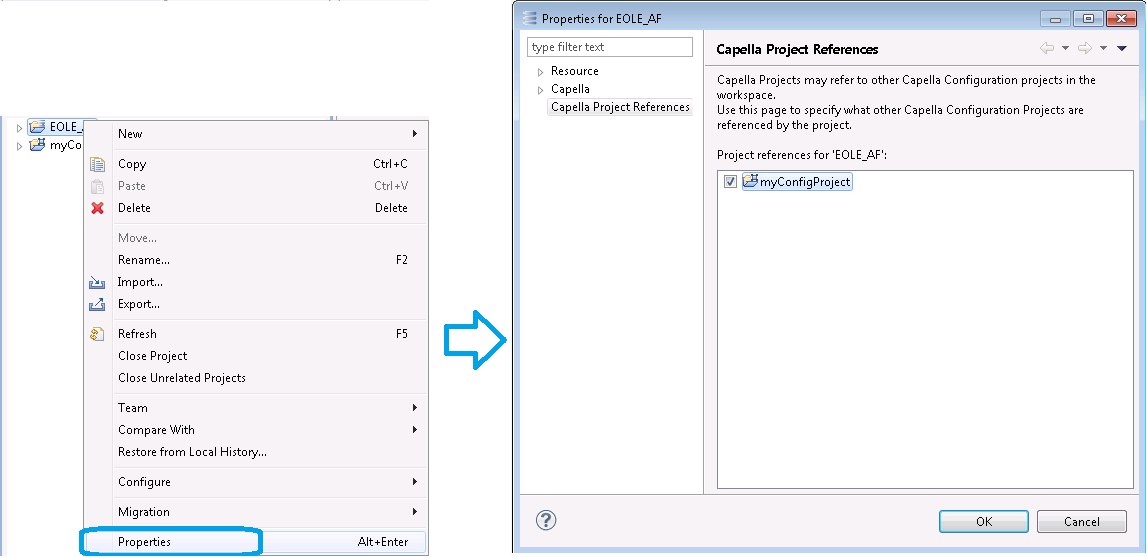 EOLE_A
myCo
New
Copy Ctrl+C
Paste Ctrl+V
Delete Delete
Move...
Rename... F2
Import...
Export...
Refresh F5
Close Project
Close Unrelated Projects
Team
Compare With
Restore from Local History...
Configure
Migration
Properties Alt+Enter
Properties for EOLE_AF
type filter text
Resource
Capella
Capella Project References
Capella Project References
Capella Projects may refer to other Capella Configuration projects in the
workspace.
Use this page to specify what other Capella Configuration Projects are
referenced by the project.
Project references for 'EOLE_AF':
myConfigProject
?
OK Cancel